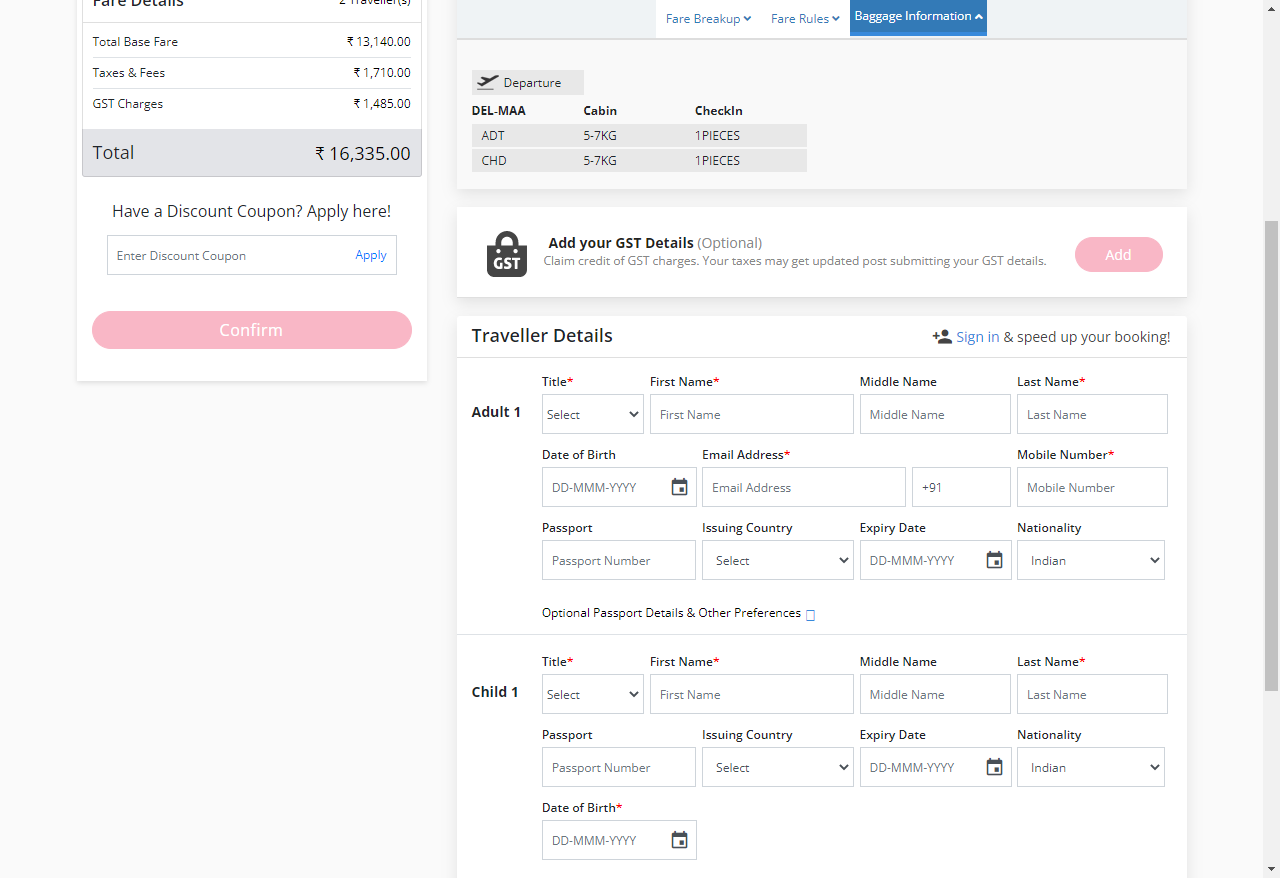 Fare Details
2 Traveller(s)
Total Base Fare ₹ 13,140.00
Taxes & Fees ₹ 1,710.00
GST Charges ₹ 1,485.00
Total ₹ 16,335.00
Have a Discount Coupon? Apply here!
Enter Discount Coupon Apply
Confirm
Fare Breakup Fare Rules Baggage Information
Departure
DEL-MAA Cabin CheckIn
ADT 5-7KG 1PIECES
CHD 5-7KG 1PIECES
GST
Add your GST Details (Optional)
Claim credit of GST charges. Your taxes may get updated post submitting your GST details.
Add
Traveller Details
Sign in & speed up your booking!
Adult 1
Title* First Name* Middle Name Last Name*
Select First Name Middle Name Last Name
Date of Birth Email Address* Mobile Number*
DD-MMM-YYYY Email Address +91 Mobile Number
Passport Issuing Country Expiry Date Nationality
Passport Number Select DD-MMM-YYYY Indian
Optional Passport Details & Other Preferences
Child 1
Title* First Name* Middle Name Last Name*
Select First Name Middle Name Last Name
Passport Issuing Country Expiry Date Nationality
Passport Number Select DD-MMM-YYYY Indian
Date of Birth*
DD-MMM-YYYY